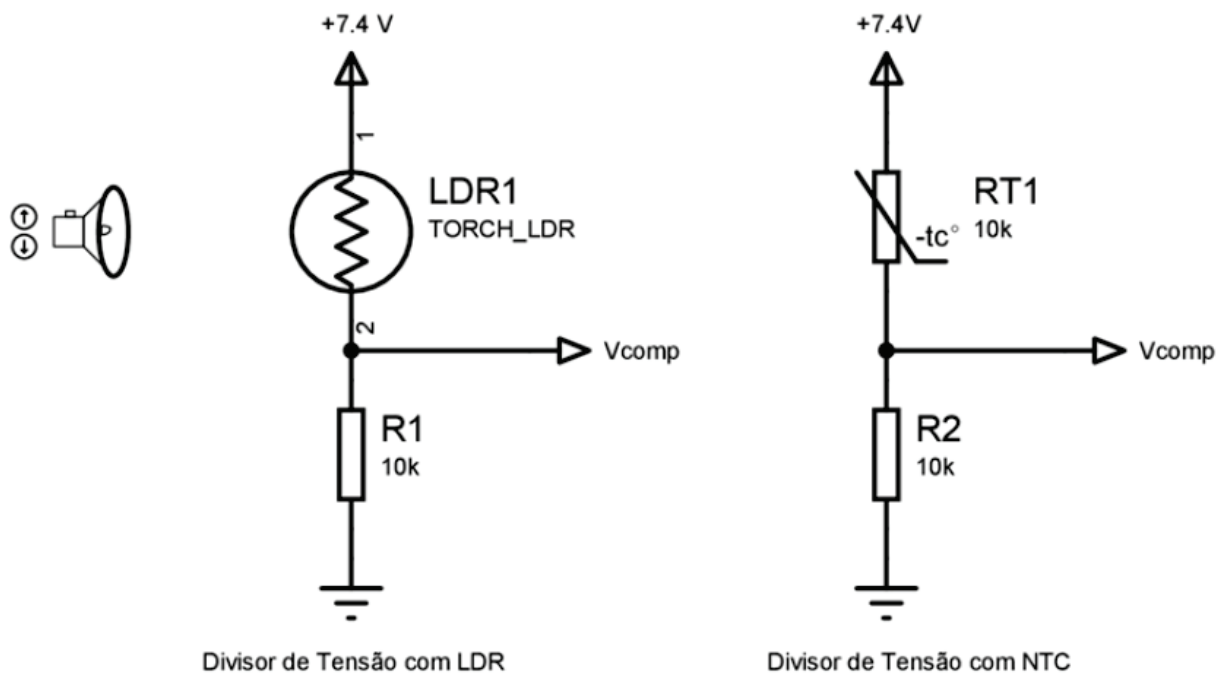 +7.4 V
1
LDR1
TORCH_LDR
2
Vcomp
R1
10k
Divisor de Tensão com LDR
+7.4V
RT1
-tc°
10k
Vcomp
R2
10k
Divisor de Tensão com NTC